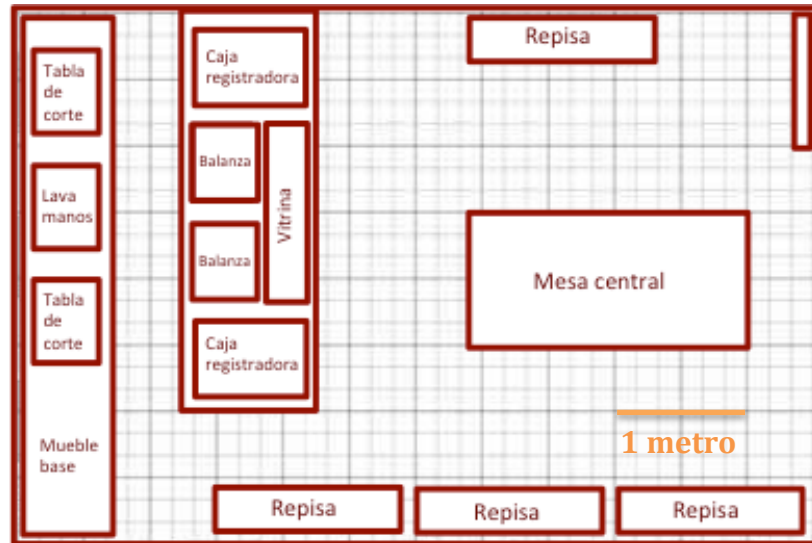 Tabla
de
corte
Lava
manos
Tabla
de
corte
Mueble
base
Caja
registradora
Balanza
Balanza
Vitrina
Caja
registradora
Repisa
Mesa central
1 metro
Repisa
Repisa
Repisa